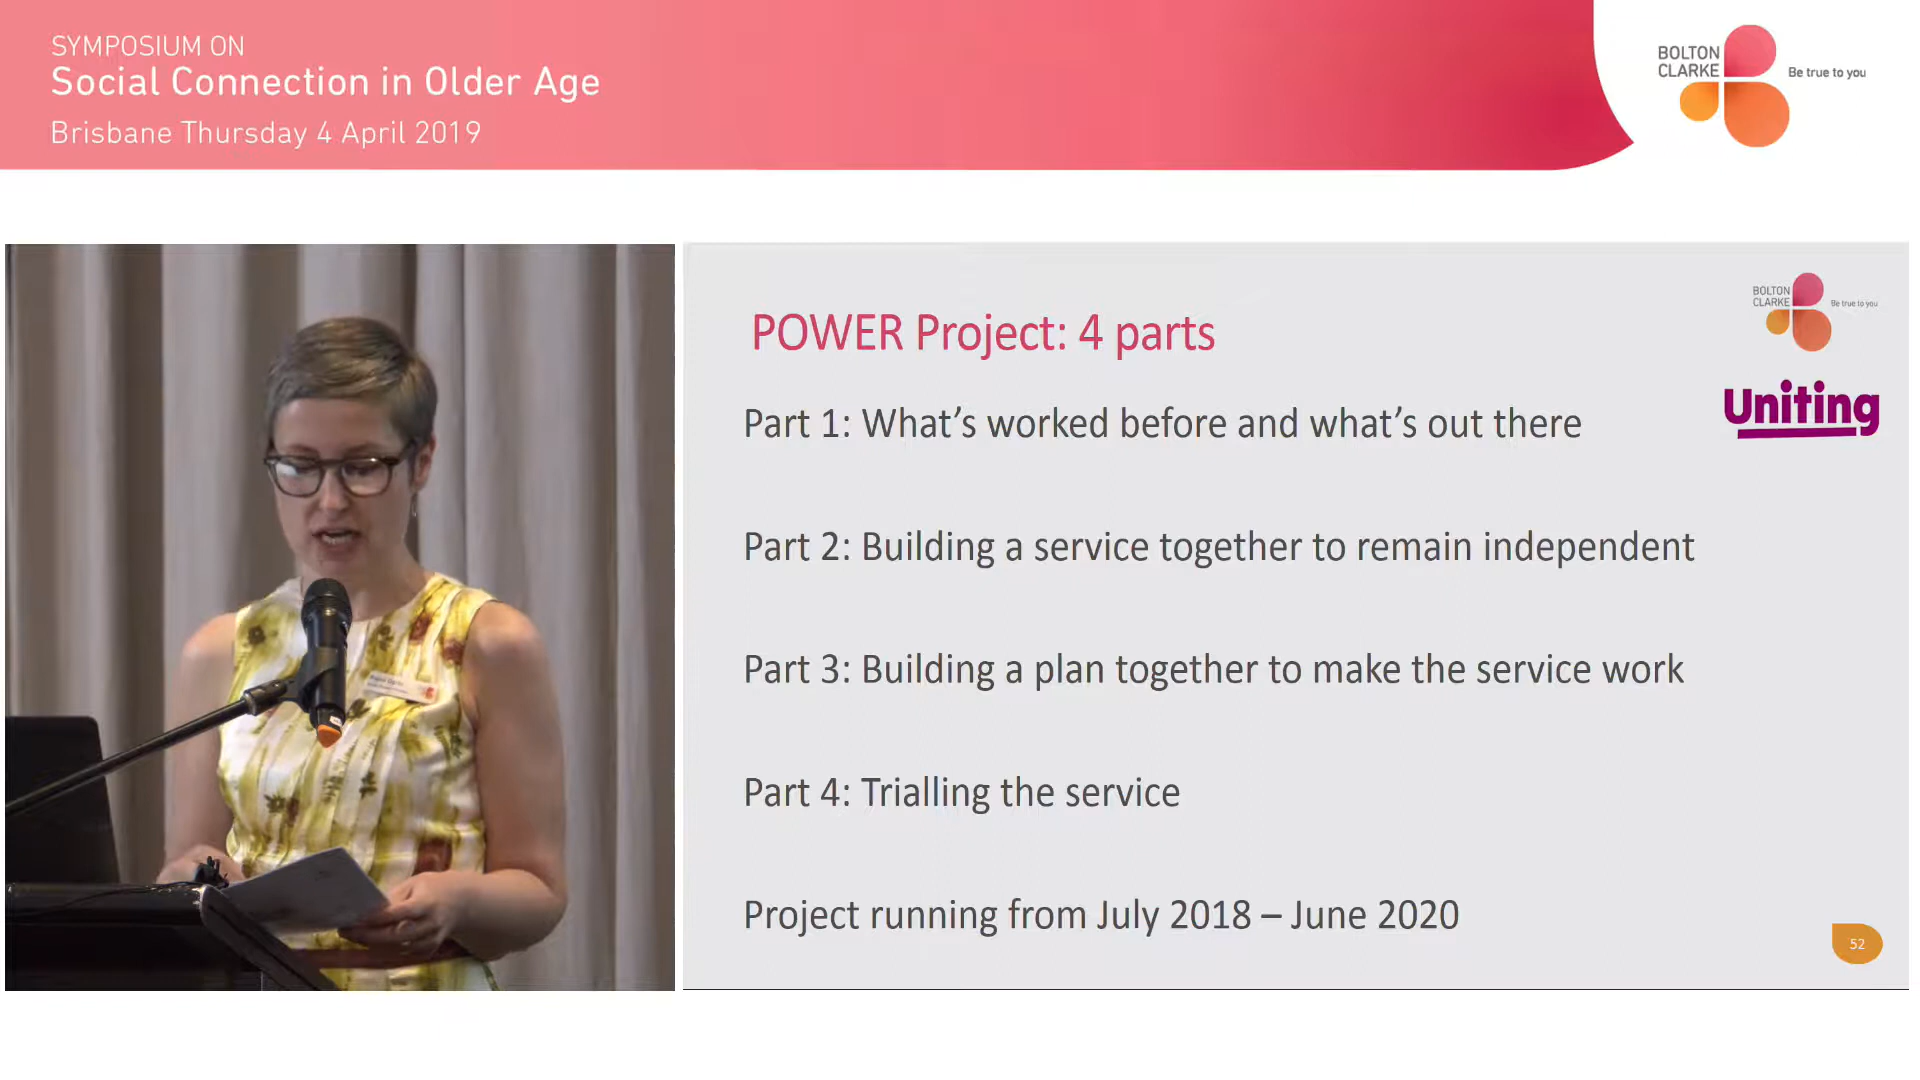 SYMPOSIUM ON
Social Connection in Older Age
Brisbane Thursday 4 April 2019
BOLTON
CLARKE
Be true to you
BOLTON
CLARKE
Be true to you
Uniting
POWER Project: 4 parts
Part 1: What’s worked before and what’s out there
Part 2: Building a service together to remain independent
Part 3: Building a plan together to make the service work
Part 4: Trialling the service
Project running from July 2018 – June 2020
52